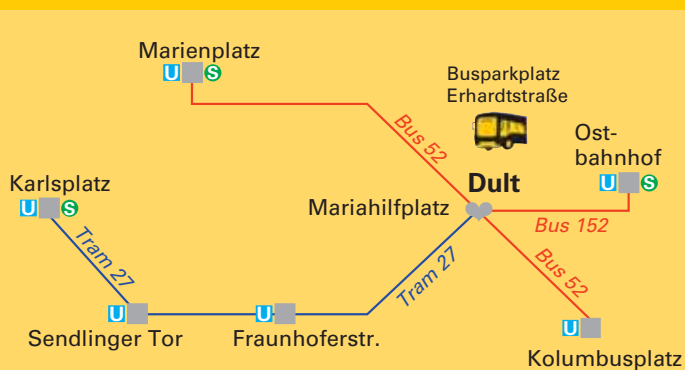 Marienplatz
U S
Busparkplatz
Erhardtstraße
Bus 52
Ost-
bahnhof
U S
Karlsplatz
U S
Dult
Mariahilfplatz
Bus 152
Tram 27
Tram 27
Bus 52
U
Sendlinger Tor
U
Fraunhoferstr.
U
Kolumbusplatz